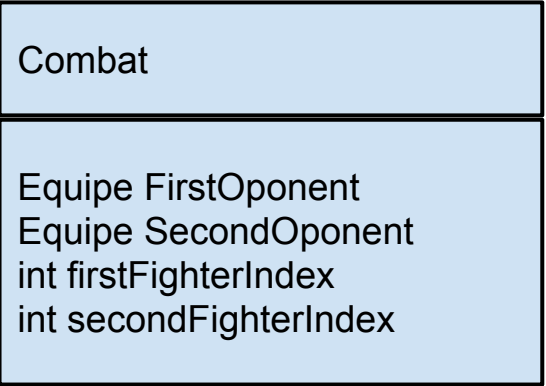 Combat
Equipe FirstOponent
Equipe SecondOponent
int firstFighterIndex
int secondFighterIndex